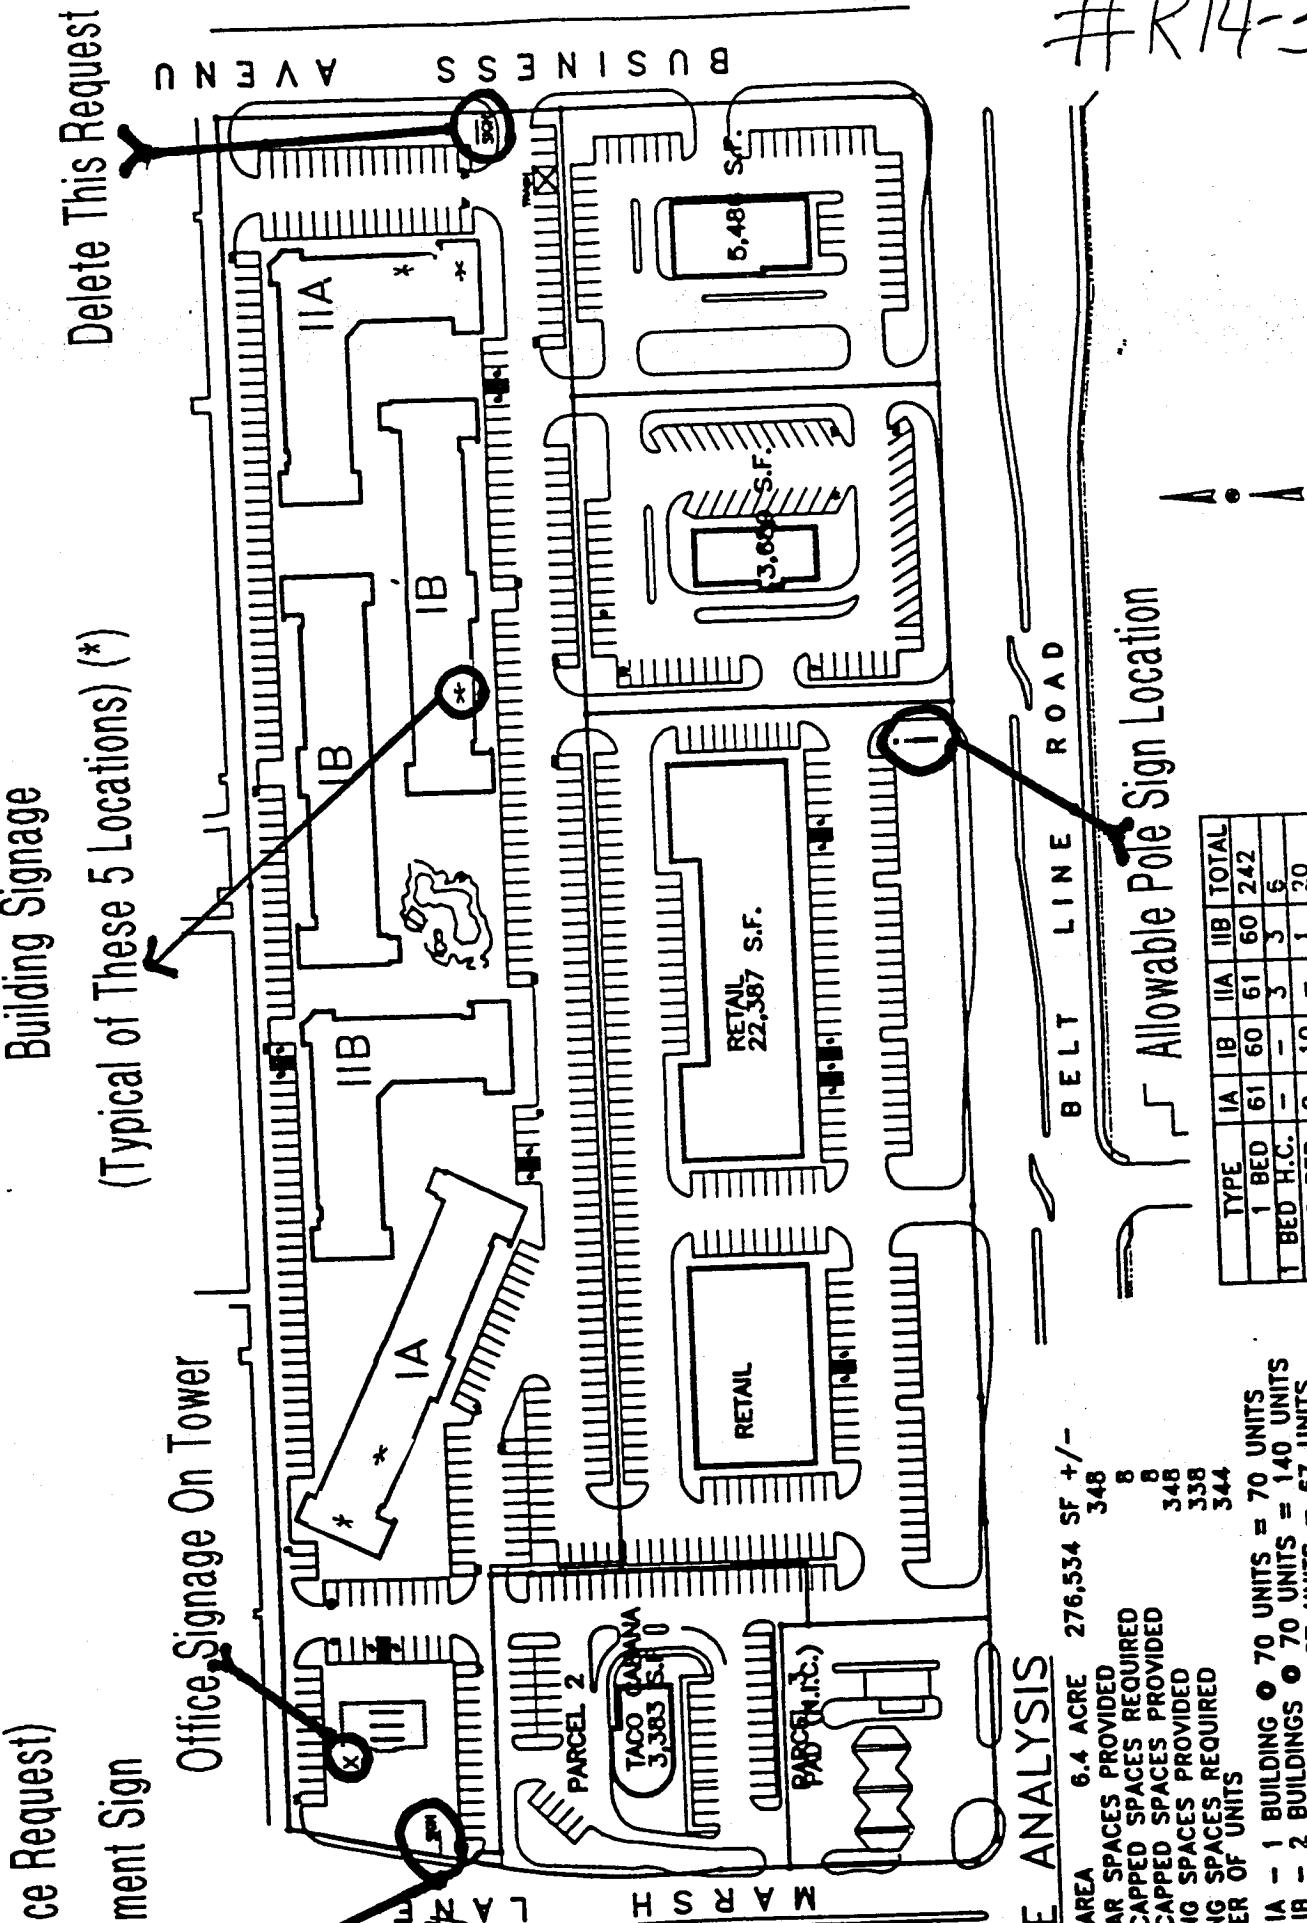 #R14-
BUSINESS AVENU
Delete This Request
Building Signage
(Typical of These 5 Locations) (*)
Office Signage On Tower
ce Request)
ment Sign
SIGN
TRASH
IIA
*
*
IB
*
IB
IIB
IA
*
*
X
SIGN
5,48 S.F.
S.F.
RETAIL
22,387 S.F.
RETAIL
PARCEL 2
TACO CABANA
3,383 S.F.
PARCEL 3
PAD N.I.C.)
MARSH LANE
BELT LINE ROAD
Allowable Pole Sign Location
TYPE IA IB IIA IIB TOTAL
1 BED 61 60 61 60 242
1 BED H.C. - - 3 3 6
E ANALYSIS
AREA 6.4 ACRE 276,534 SF +/-
AR SPACES PROVIDED 348
CAPPED SPACES REQUIRED 8
CAPPED SPACES PROVIDED 8
NG SPACES PROVIDED 348
NG SPACES REQUIRED 338
ER OF UNITS 344
IA - 1 BUILDING @ 70 UNITS = 70 UNITS
IB - 2 BUILDINGS @ 70 UNITS = 140 UNITS